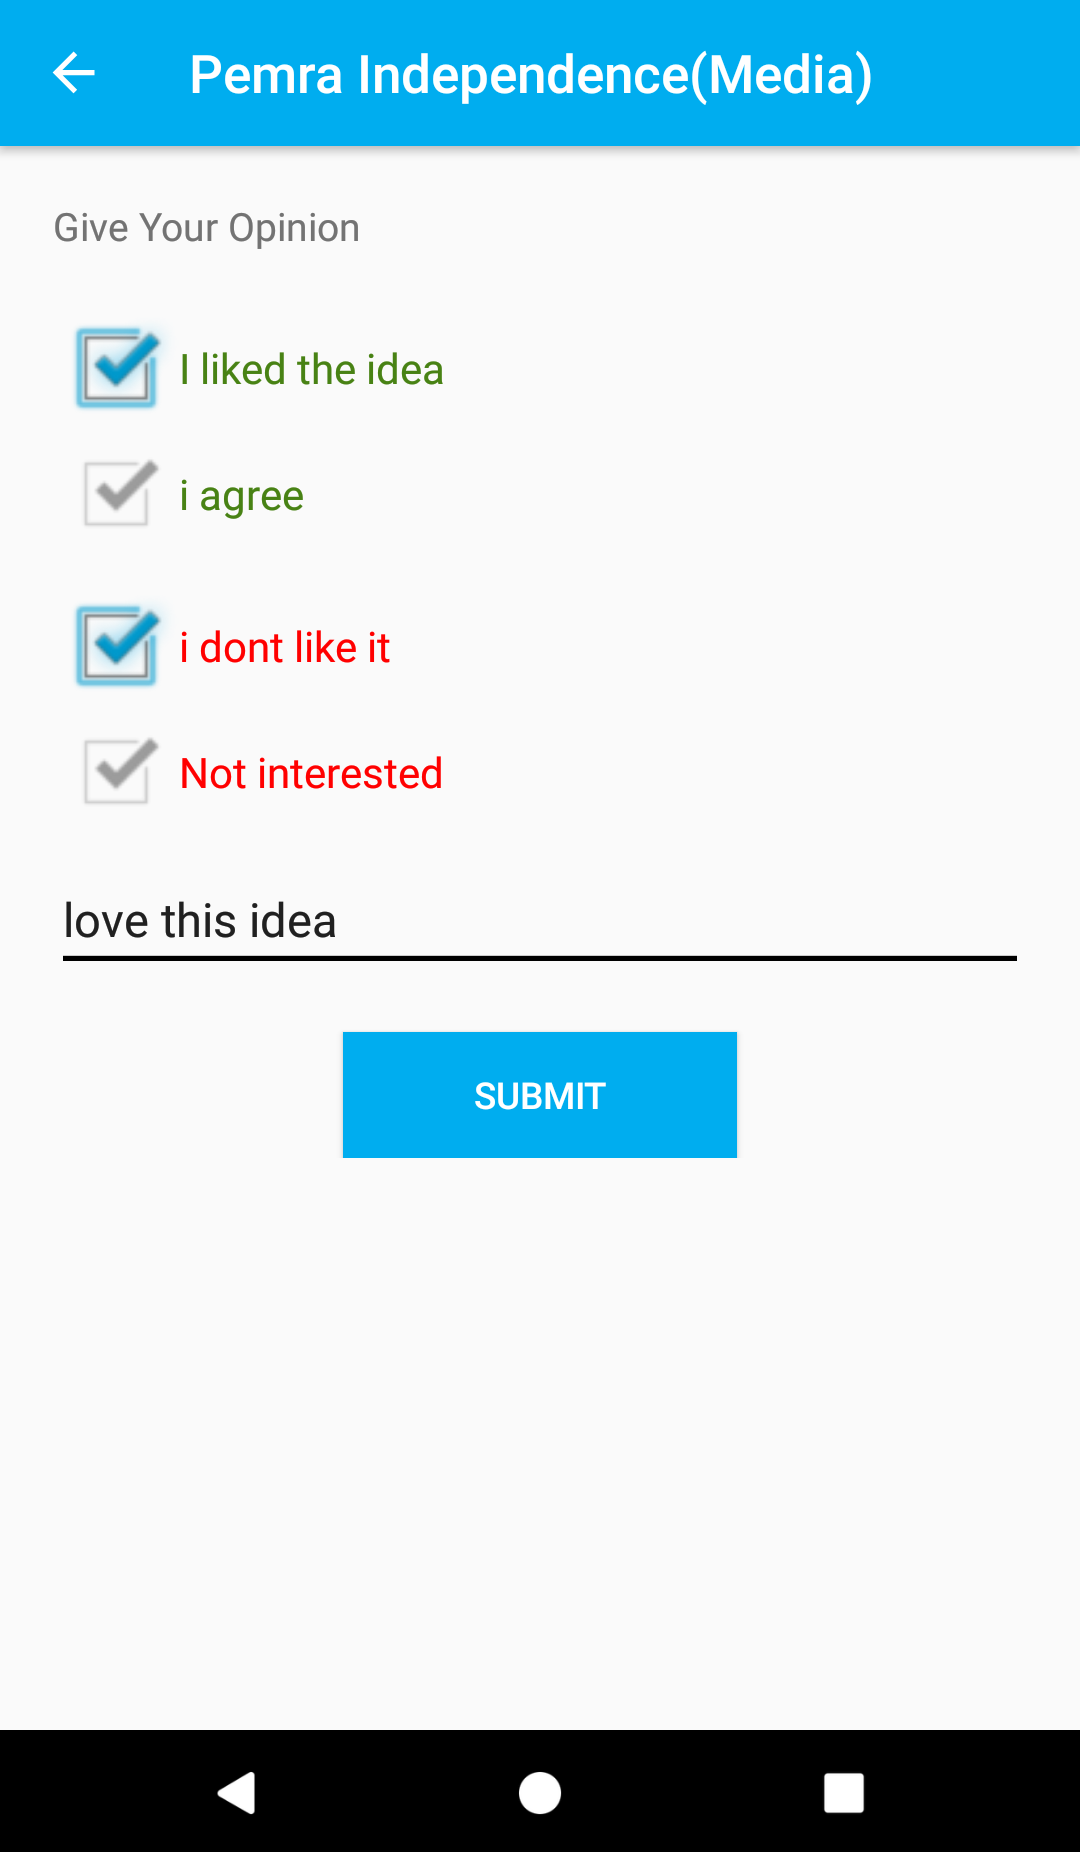 Pemra Independence(Media)
Give Your Opinion
I liked the idea
i agree
i dont like it
Not interested
love this idea
SUBMIT